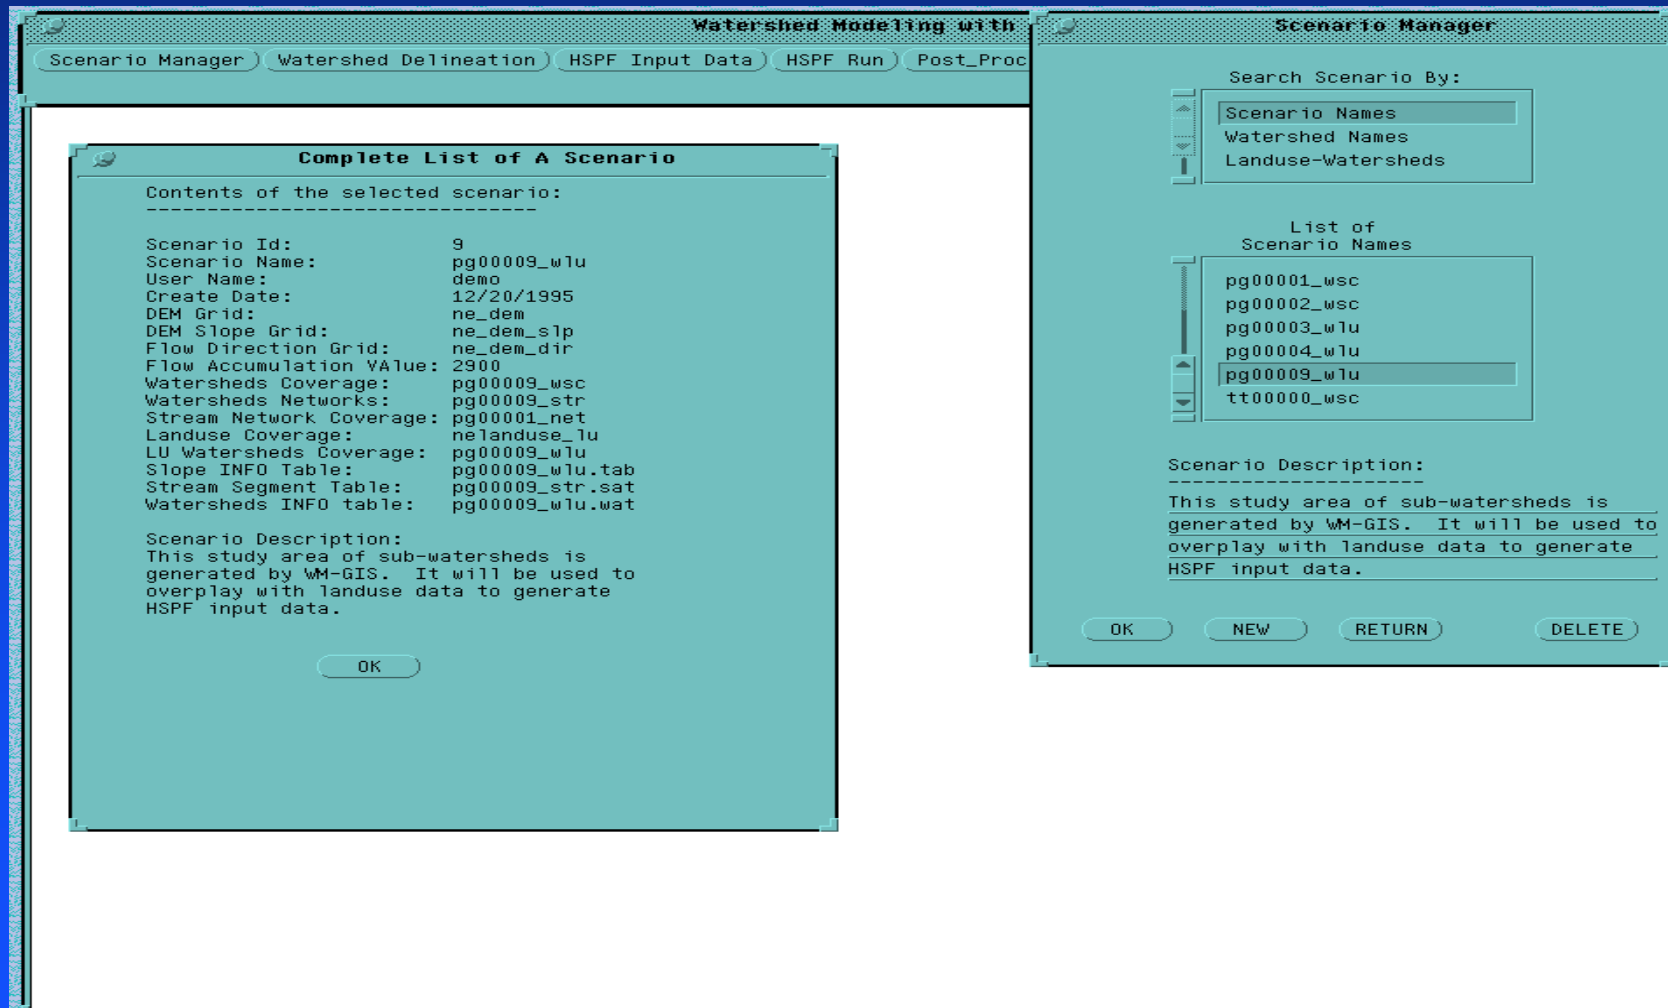 Watershed Modeling with
Scenario Manager Watershed Delineation HSPF Input Data HSPF Run Post_Proc
Complete List of A Scenario
Contents of the selected scenario:
--------------------------------
Scenario Id: 9
Scenario Name: pg00009_wlu
User Name: demo
Create Date: 12/20/1995
DEM Grid: ne_dem
DEM Slope Grid: ne_dem_slp
Flow Direction Grid: ne_dem_dir
Flow Accumulation VAlue: 2900
Watersheds Coverage: pg00009_wsc
Watersheds Networks: pg00009_str
Stream Network Coverage: pg00001_net
Landuse Coverage: nelanduse_lu
LU Watersheds Coverage: pg00009_wlu
Slope INFO Table: pg00009_wlu.tab
Stream Segment Table: pg00009_str.sat
Watersheds INFO table: pg00009_wlu.wat
Scenario Description:
This study area of sub-watersheds is
generated by WM-GIS. It will be used to
overplay with landuse data to generate
HSPF input data.
OK
Scenario Manager
Search Scenario By:
Scenario Names
Watershed Names
Landuse-Watersheds
List of
Scenario Names
pg00001_wsc
pg00002_wsc
pg00003_wlu
pg00004_wlu
pg00009_wlu
tt00000_wsc
Scenario Description:
---------------------
This study area of sub-watersheds is
generated by WM-GIS. It will be used to
overplay with landuse data to generate
HSPF input data.
OK NEW RETURN DELETE